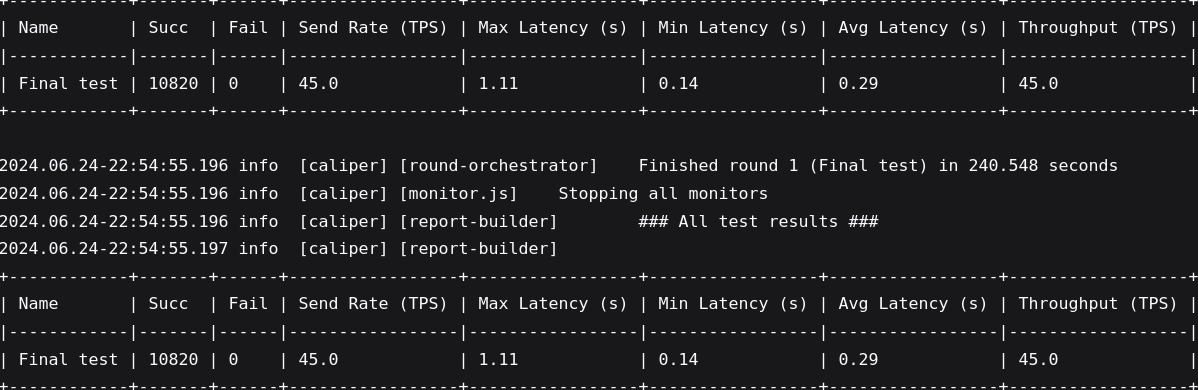 +------------+-------+------+-----------------+-----------------+-----------------+-----------------+------------------+
| Name       | Succ  | Fail | Send Rate (TPS) | Max Latency (s) | Min Latency (s) | Avg Latency (s) | Throughput (TPS) |
|------------|-------|------|-----------------|-----------------|-----------------|-----------------|------------------|
| Final test | 10820 | 0    | 45.0            | 1.11            | 0.14            | 0.29            | 45.0             |
+------------+-------+------+-----------------+-----------------+-----------------+-----------------+------------------+

2024.06.24-22:54:55.196 info  [caliper] [round-orchestrator]    Finished round 1 (Final test) in 240.548 seconds
2024.06.24-22:54:55.196 info  [caliper] [monitor.js]    Stopping all monitors
2024.06.24-22:54:55.196 info  [caliper] [report-builder]        ### All test results ###
2024.06.24-22:54:55.197 info  [caliper] [report-builder]
+------------+-------+------+-----------------+-----------------+-----------------+-----------------+------------------+
| Name       | Succ  | Fail | Send Rate (TPS) | Max Latency (s) | Min Latency (s) | Avg Latency (s) | Throughput (TPS) |
|------------|-------|------|-----------------|-----------------|-----------------|-----------------|------------------|
| Final test | 10820 | 0    | 45.0            | 1.11            | 0.14            | 0.29            | 45.0             |
+------------+-------+------+-----------------+-----------------+-----------------+-----------------+------------------+